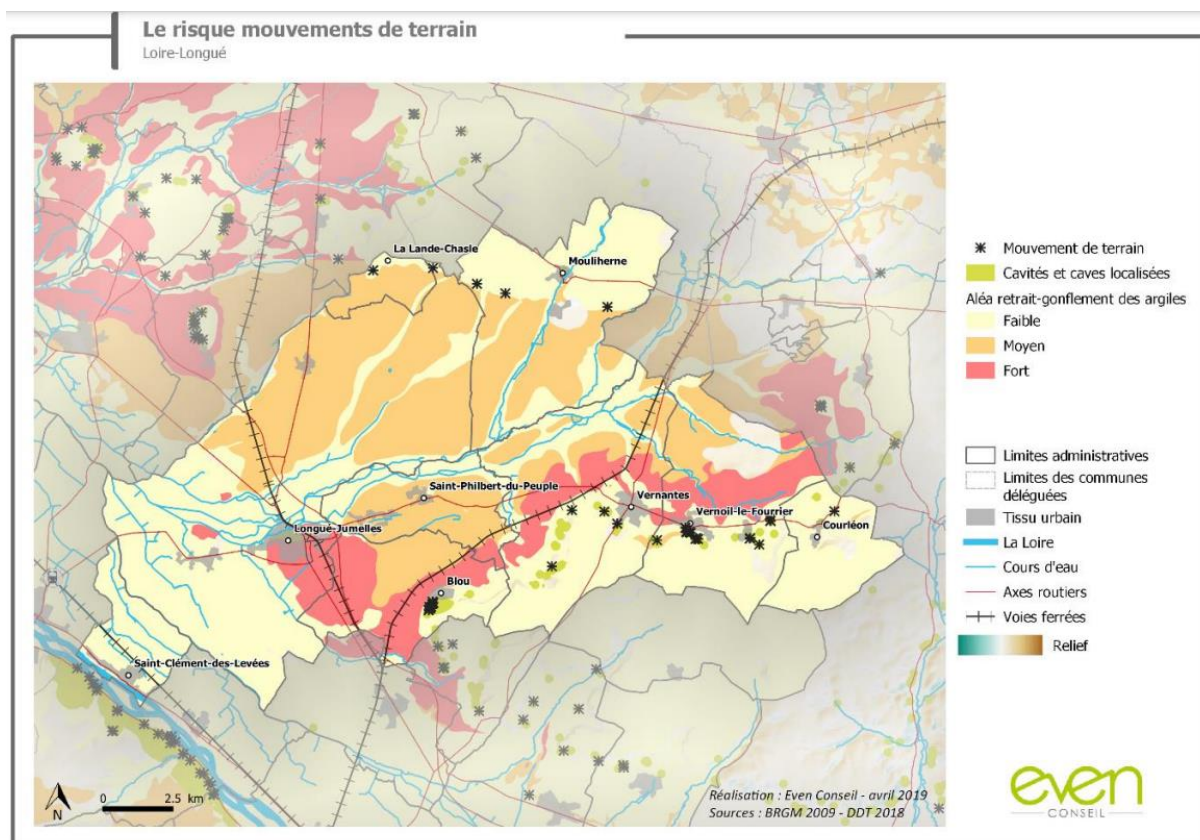 Le risque mouvements de terrain
Loire-Longué
La Lande-Chasle
Mouliherne
Saint-Philbert-du-Peuple
Vernantes
Longué-Jumelles
Vernoil-le-Fourrier
Courléon
Blou
Saint-Clément-des-Levées
Mouvement de terrain
Cavités et caves localisées
Aléa retrait-gonflement des argiles
Faible
Moyen
Fort
Limites administratives
Limites des communes
déléguées
Tissu urbain
La Loire
Cours d'eau
Axes routiers
Voies ferrées
Relief
N
0 2.5 km
Réalisation : Even Conseil - avril 2019
Sources : BRGM 2009 - DDT 2018
even
CONSEIL